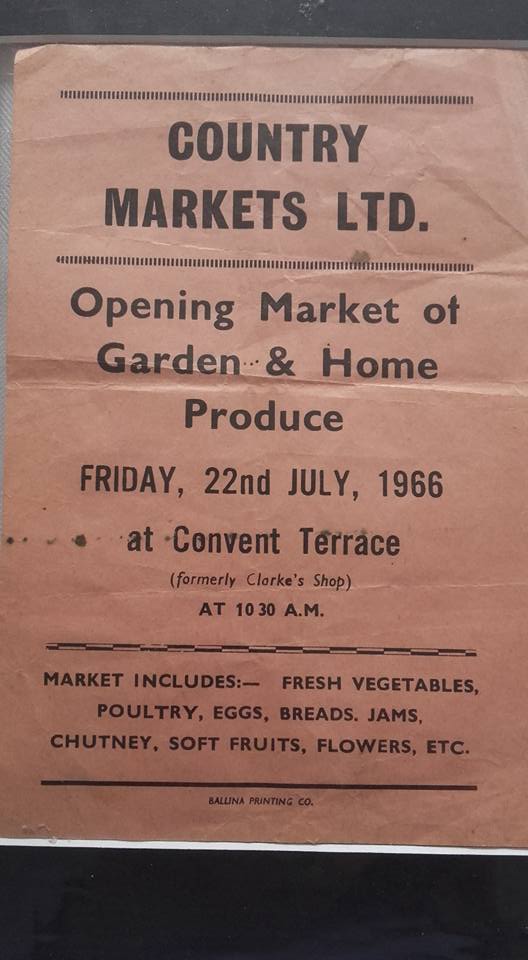 COUNTRY
MARKETS LTD.
Opening Market of
Garden & Home
Produce
FRIDAY, 22nd JULY, 1966
at Convent Terrace
(formerly Clarke's Shop)
AT 10 30 A.M.
MARKET INCLUDES:— FRESH VEGETABLES,
POULTRY, EGGS, BREADS. JAMS,
CHUTNEY, SOFT FRUITS, FLOWERS, ETC.
BALLINA PRINTING CO.